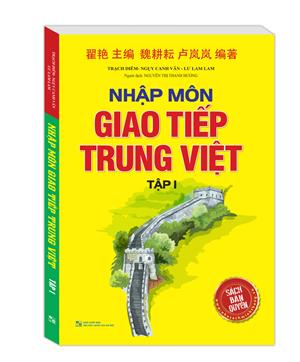 翟艳 主编 魏耕耘 卢岚岚 编著
TRẠCH DIỄM - NGỤY CANH VÂN - LƯ LAM LAM
Người dịch: NGUYỄN THỊ THANH HƯƠNG
NHẬP MÔN
GIAO TIẾP
TRUNG VIỆT
TẬP I
SÁCH BẢN QUYỀN
NHẬP MÔN GIAO TIẾP TRUNG VIỆT
TẬP I